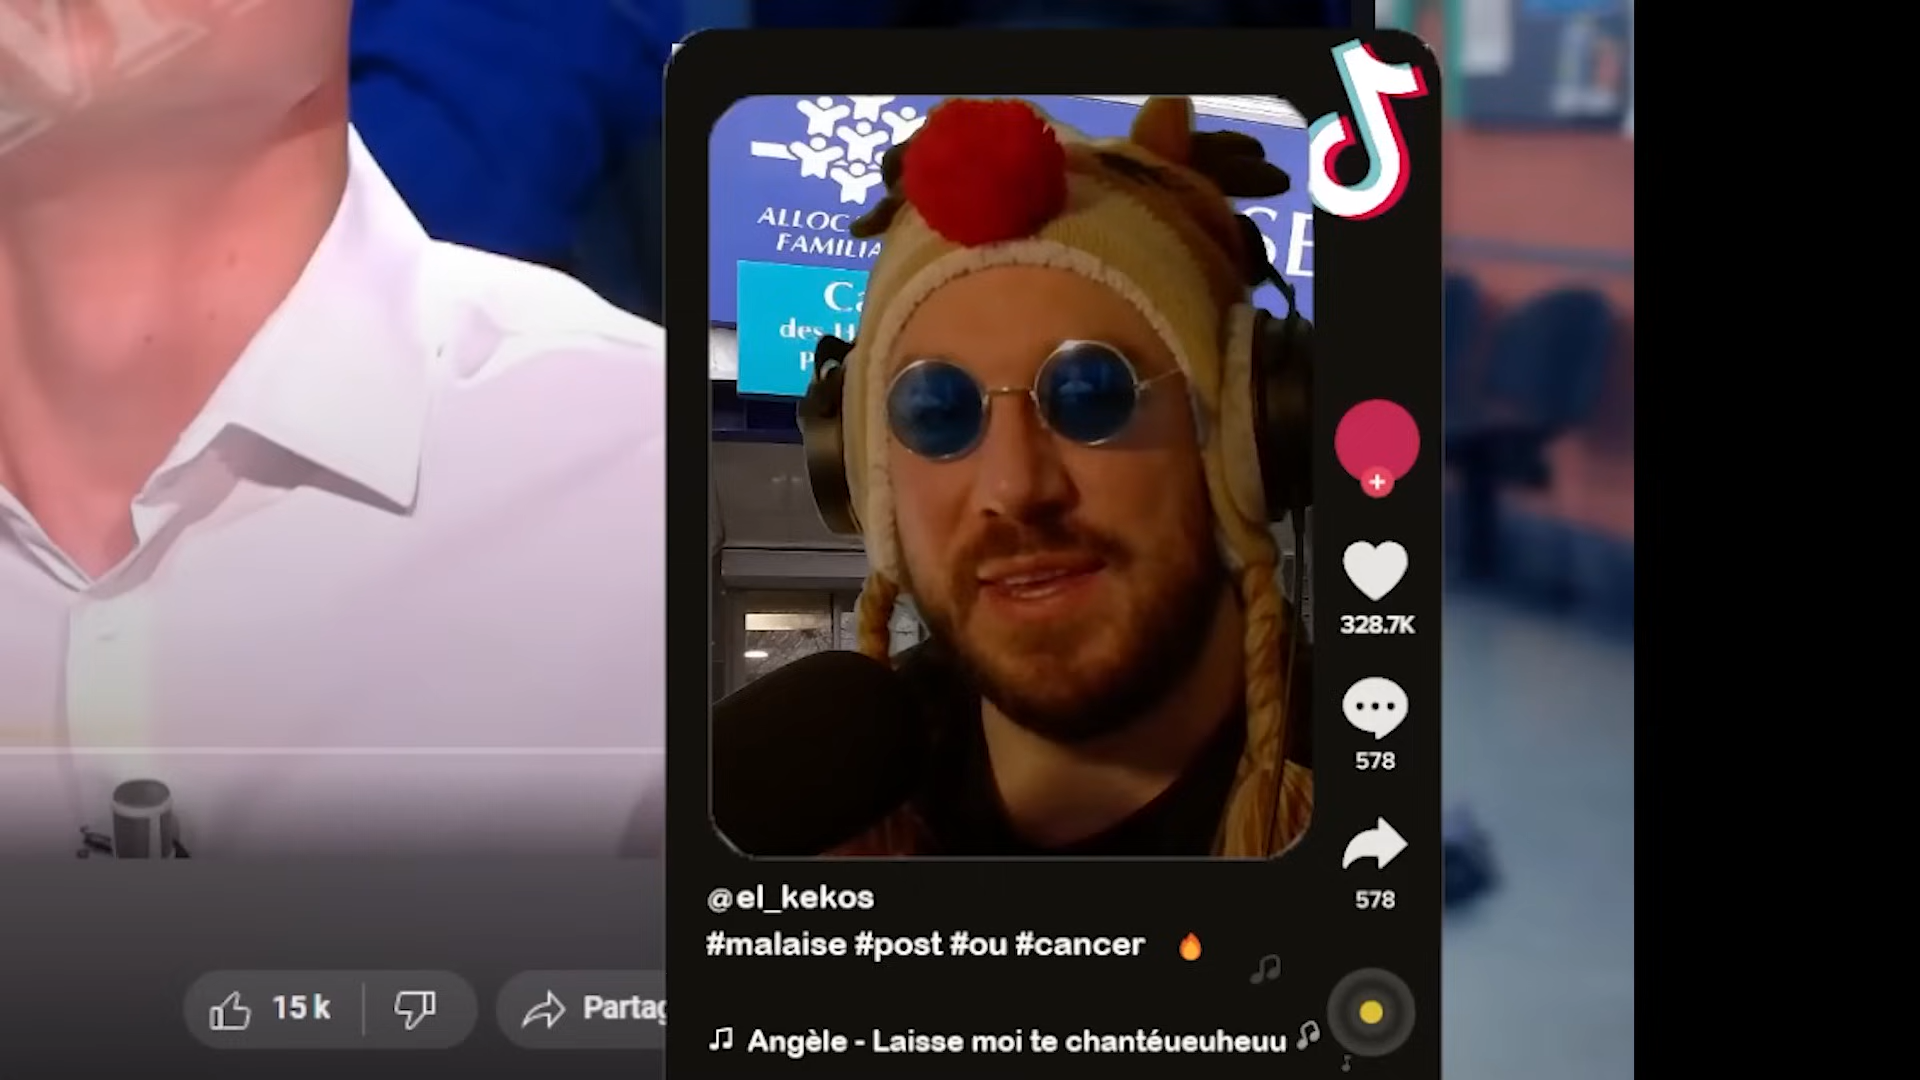 ALLOC
FAMILIA
SE
Ca
des H
P
328.7K
578
578
@el_kekos
#malaise #post #ou #cancer 🔥
15 k
Partag
Angèle - Laisse moi te chantéueuheuu